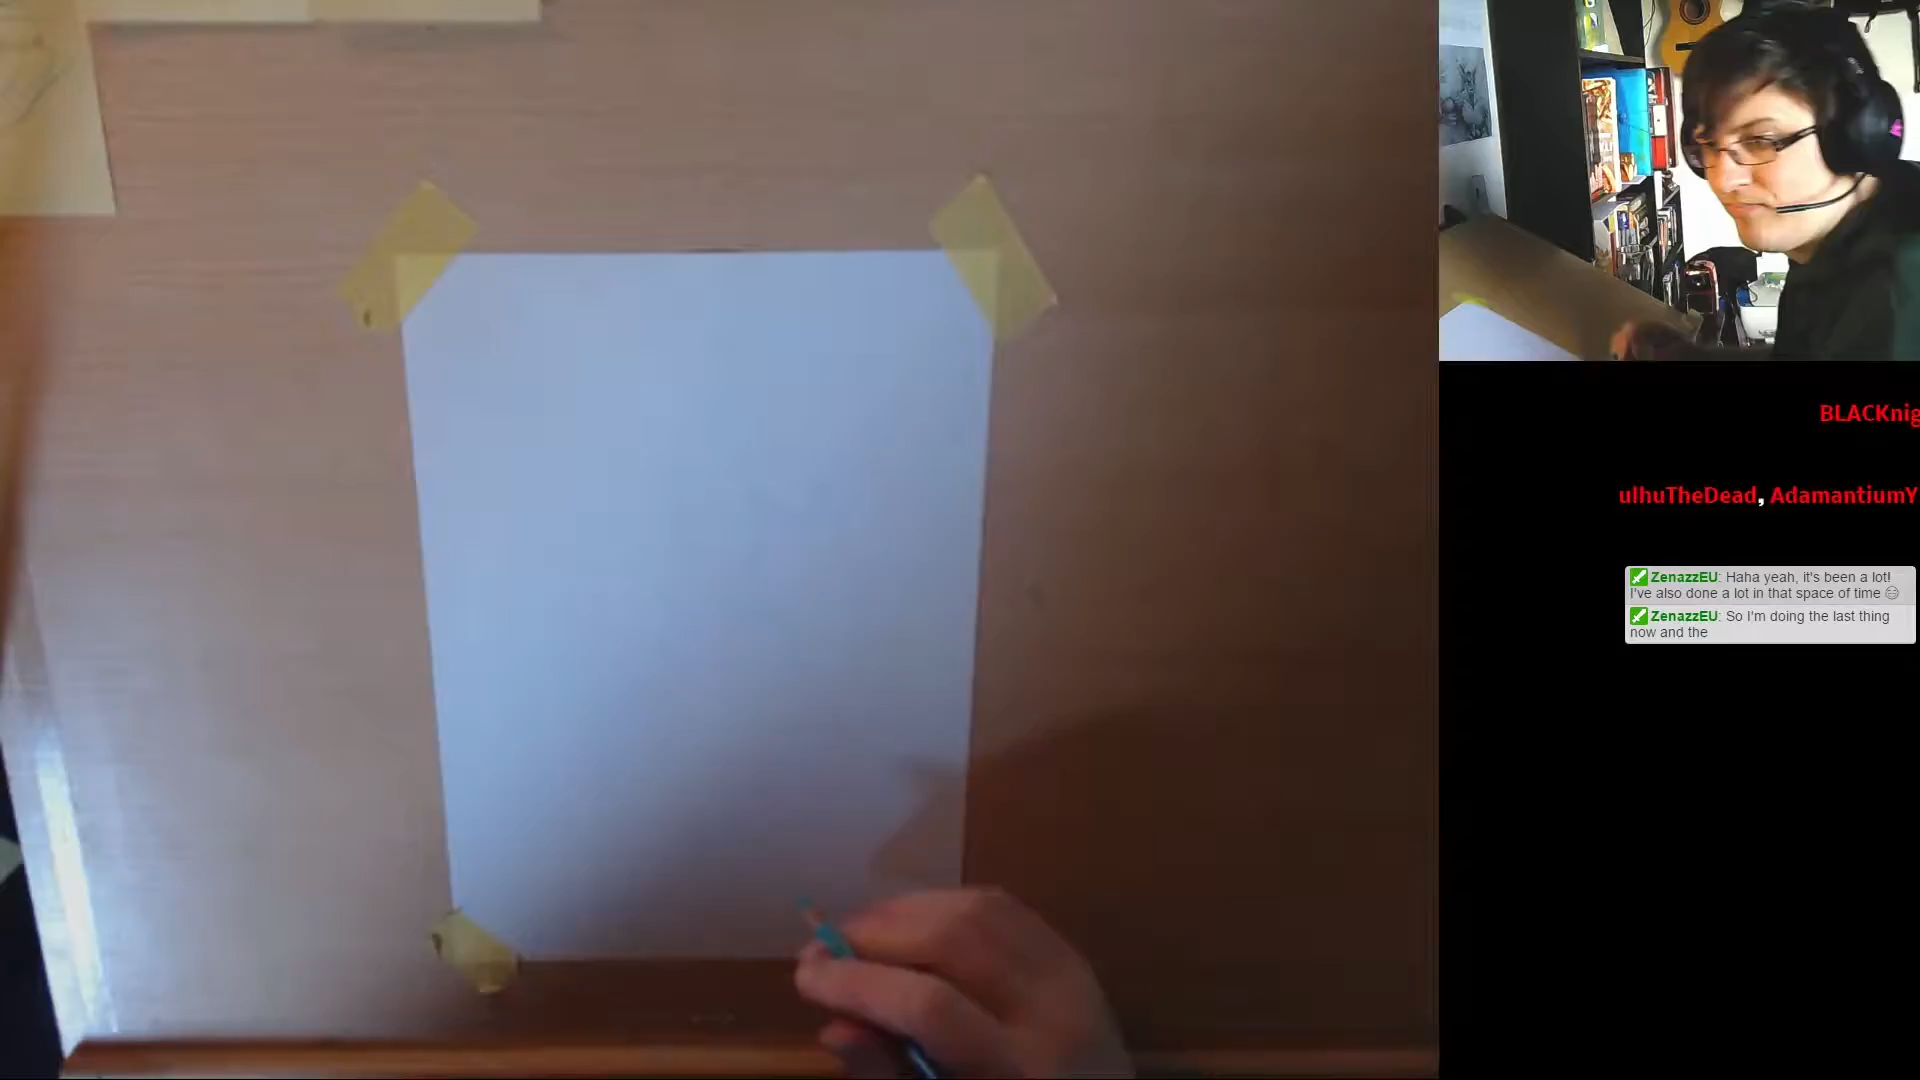 BLACKnig
ulhuTheDead, AdamantiumY
ZenazzEU: Haha yeah, it's been a lot!
I've also done a lot in that space of time 😅
ZenazzEU: So I'm doing the last thing
now and the